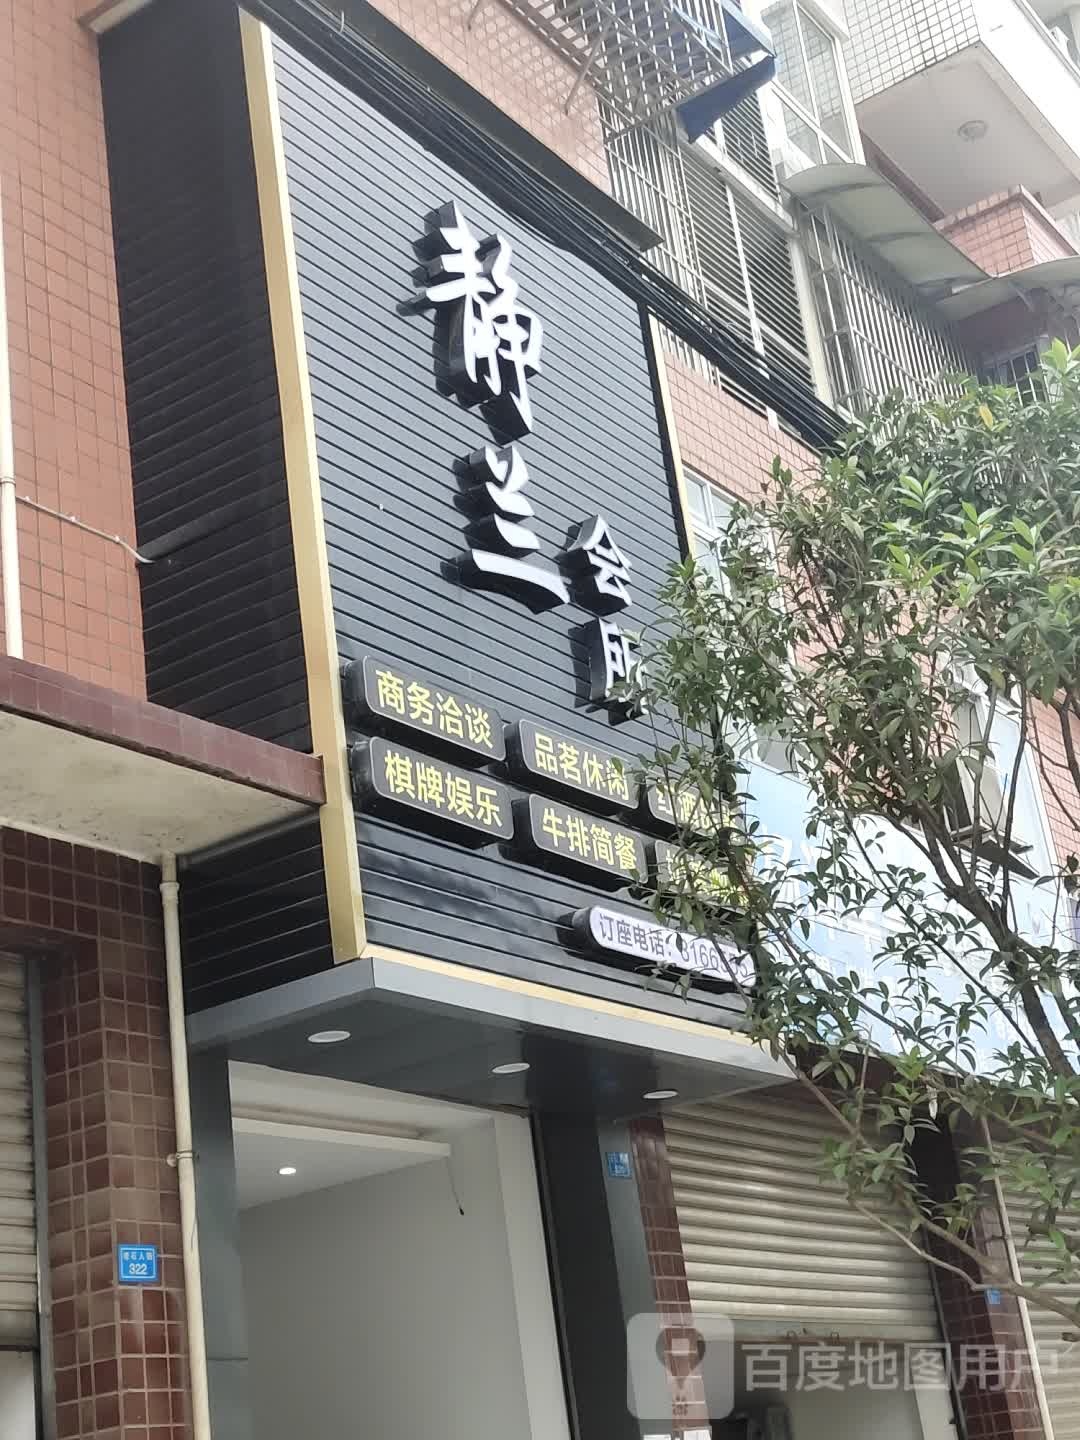 静兰
会所
商务洽谈
品茗休闲
棋牌娱乐
牛排简餐
订座电话:
322
百度地图用户